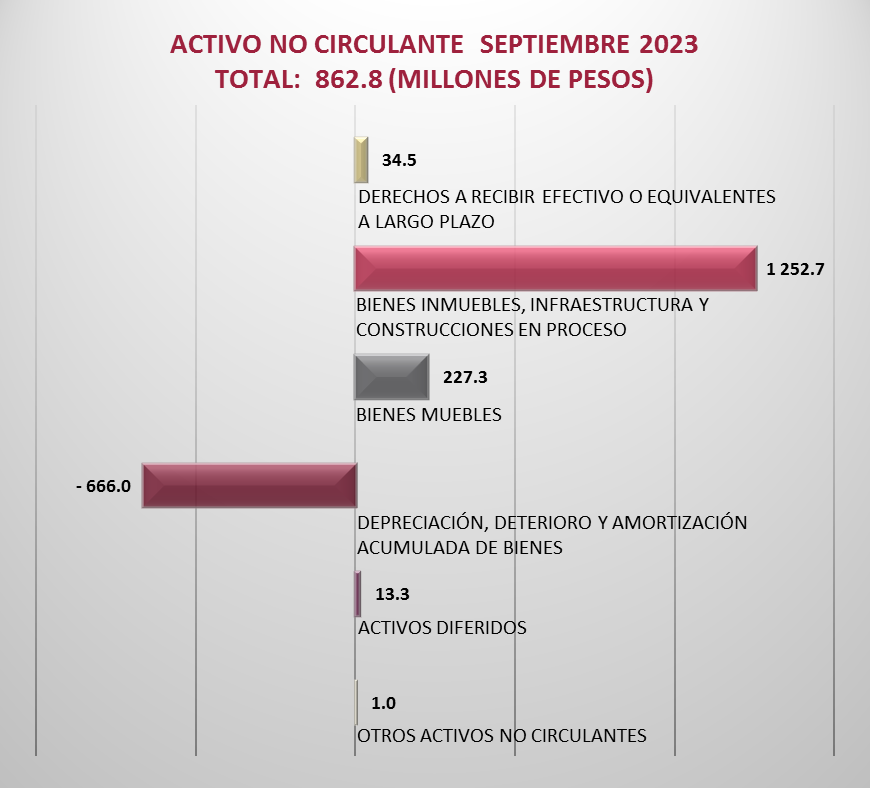 ACTIVO NO CIRCULANTE SEPTIEMBRE 2023
TOTAL: 862.8 (MILLONES DE PESOS)
34.5
DERECHOS A RECIBIR EFECTIVO O EQUIVALENTES
A LARGO PLAZO
1 252.7
BIENES INMUEBLES, INFRAESTRUCTURA Y
CONSTRUCCIONES EN PROCESO
227.3
BIENES MUEBLES
- 666.0
DEPRECIACIÓN, DETERIORO Y AMORTIZACIÓN
ACUMULADA DE BIENES
13.3
ACTIVOS DIFERIDOS
1.0
OTROS ACTIVOS NO CIRCULANTES